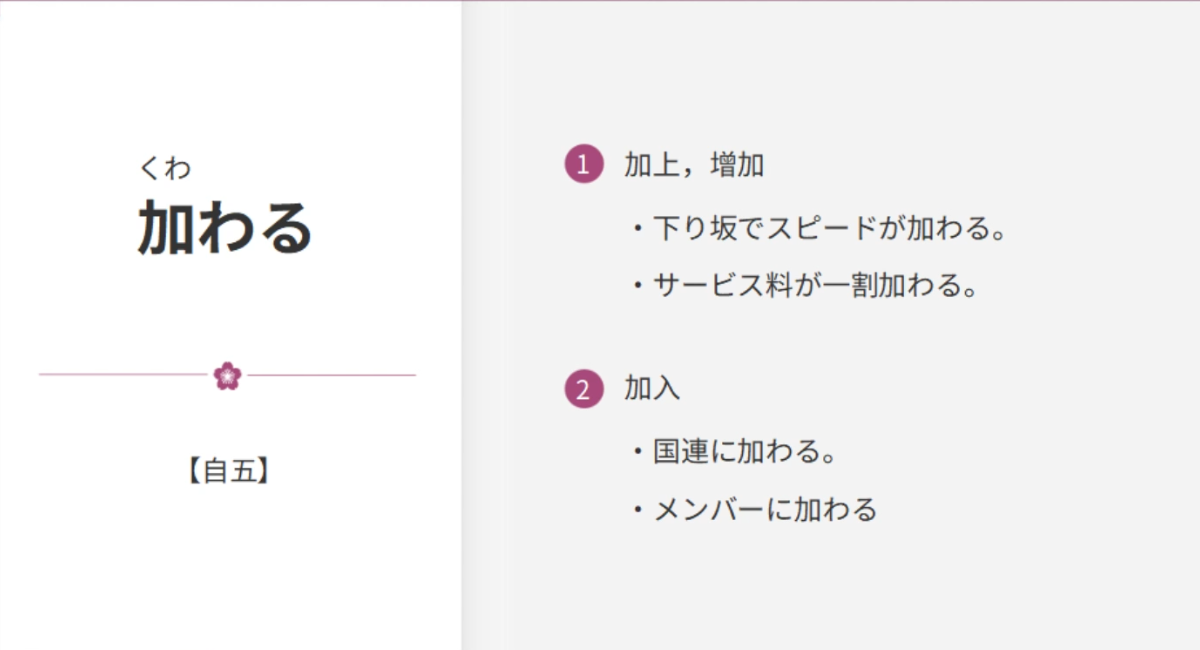 くわ
加わる
【自五】
1 加上，增加
・下り坂でスピードが加わる。
・サービス料が一割加わる。
2 加入
・国連に加わる。
・メンバーに加わる